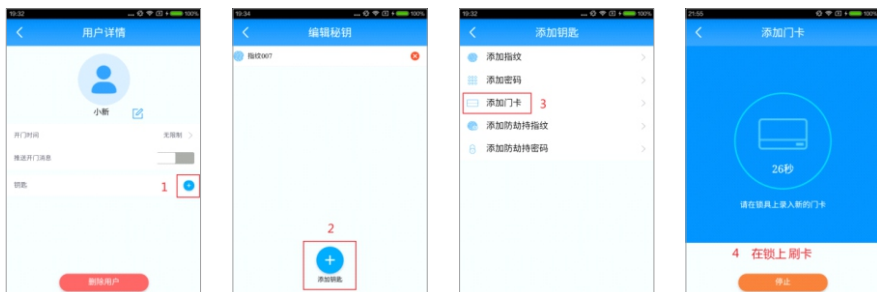 19:32
100%
用户详情
小新
开门时间
无限制
推送开门消息
钥匙
1
删除用户
19:34
100%
编辑秘钥
指纹007
2
添加钥匙
19:32
100%
添加钥匙
添加指纹
添加密码
添加门卡
3
添加防劫持指纹
添加防劫持密码
21:55
100%
添加门卡
26秒
请在锁具上录入新的门卡
4 在锁上刷卡
停止